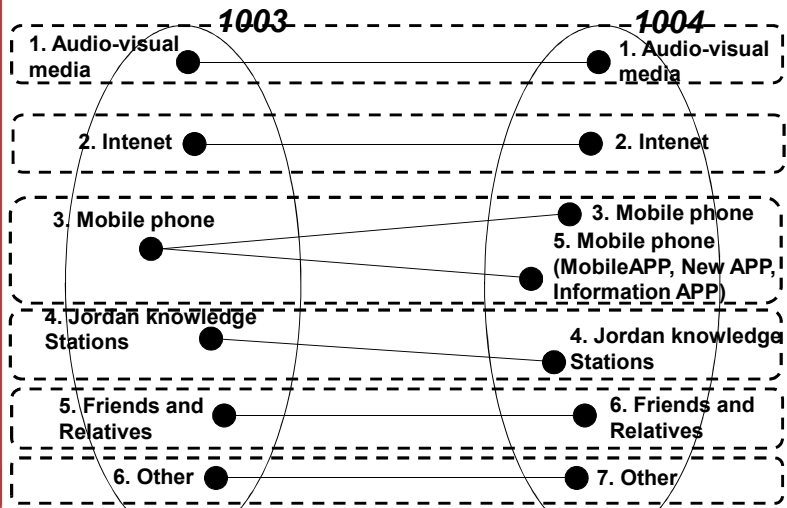 1003
1004
1. Audio-visual
media
1. Audio-visual
media
2. Intenet
2. Intenet
3. Mobile phone
3. Mobile phone
5. Mobile phone
(MobileAPP, New APP,
Information APP)
4. Jordan knowledge
Stations
4. Jordan knowledge
Stations
5. Friends and
Relatives
6. Friends and
Relatives
6. Other
7. Other